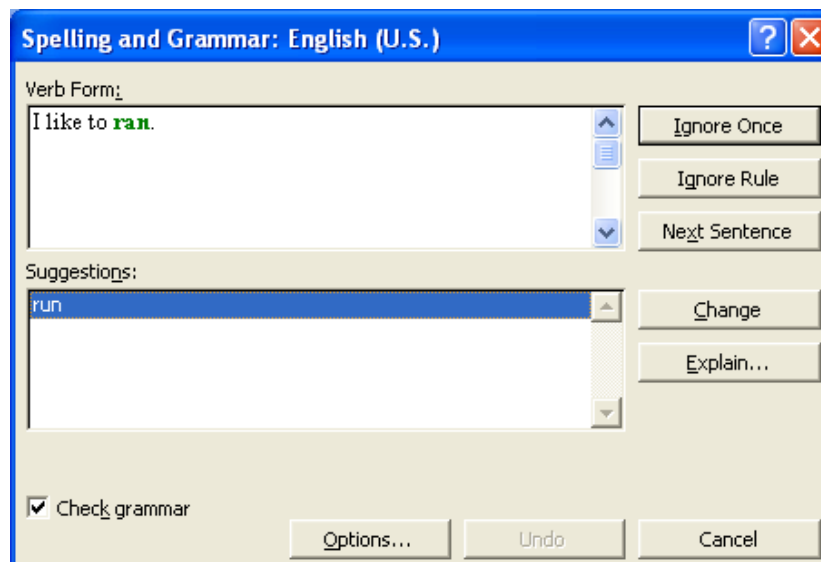 Spelling and Grammar: English (U.S.)
Verb Form:
I like to ran.
Ignore Once
Ignore Rule
Next Sentence
Suggestions:
run
Change
Explain...
Check grammar
Options...
Undo
Cancel